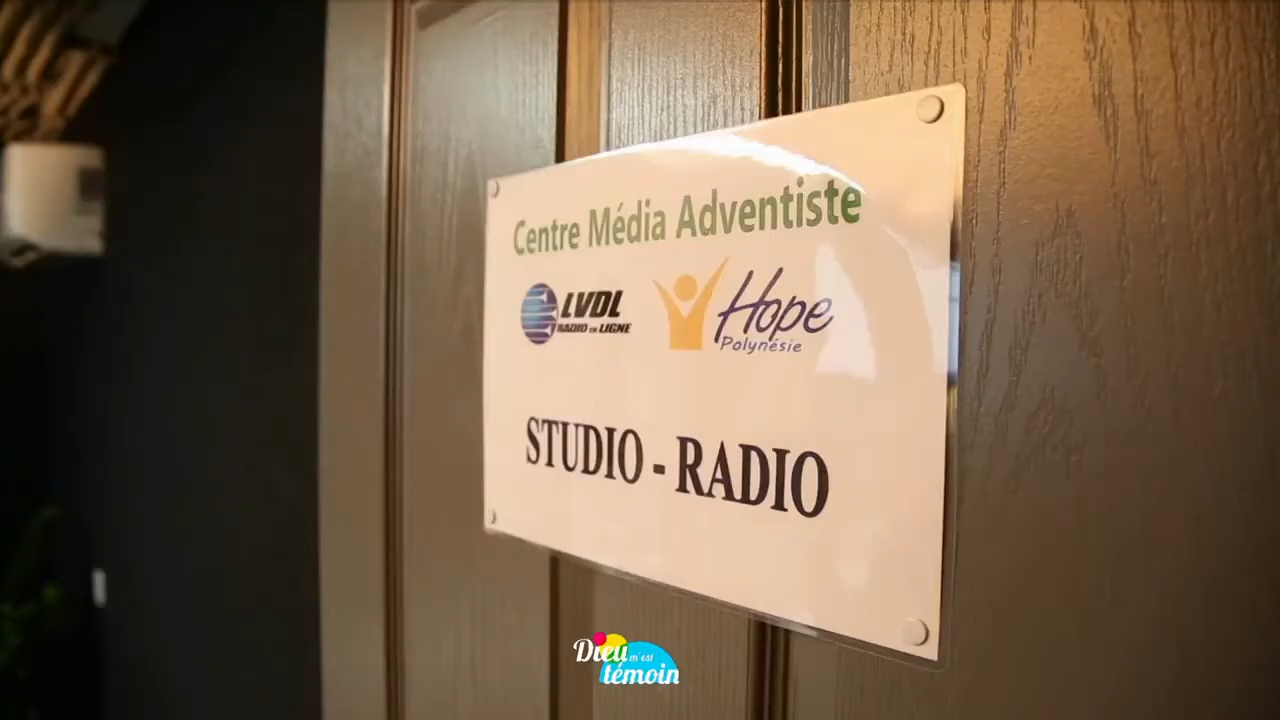 Centre Média Adventiste
LVDL
RADIO EN LIGNE
Hope
Polynésie
STUDIO - RADIO
Dieu
m'est
témoin